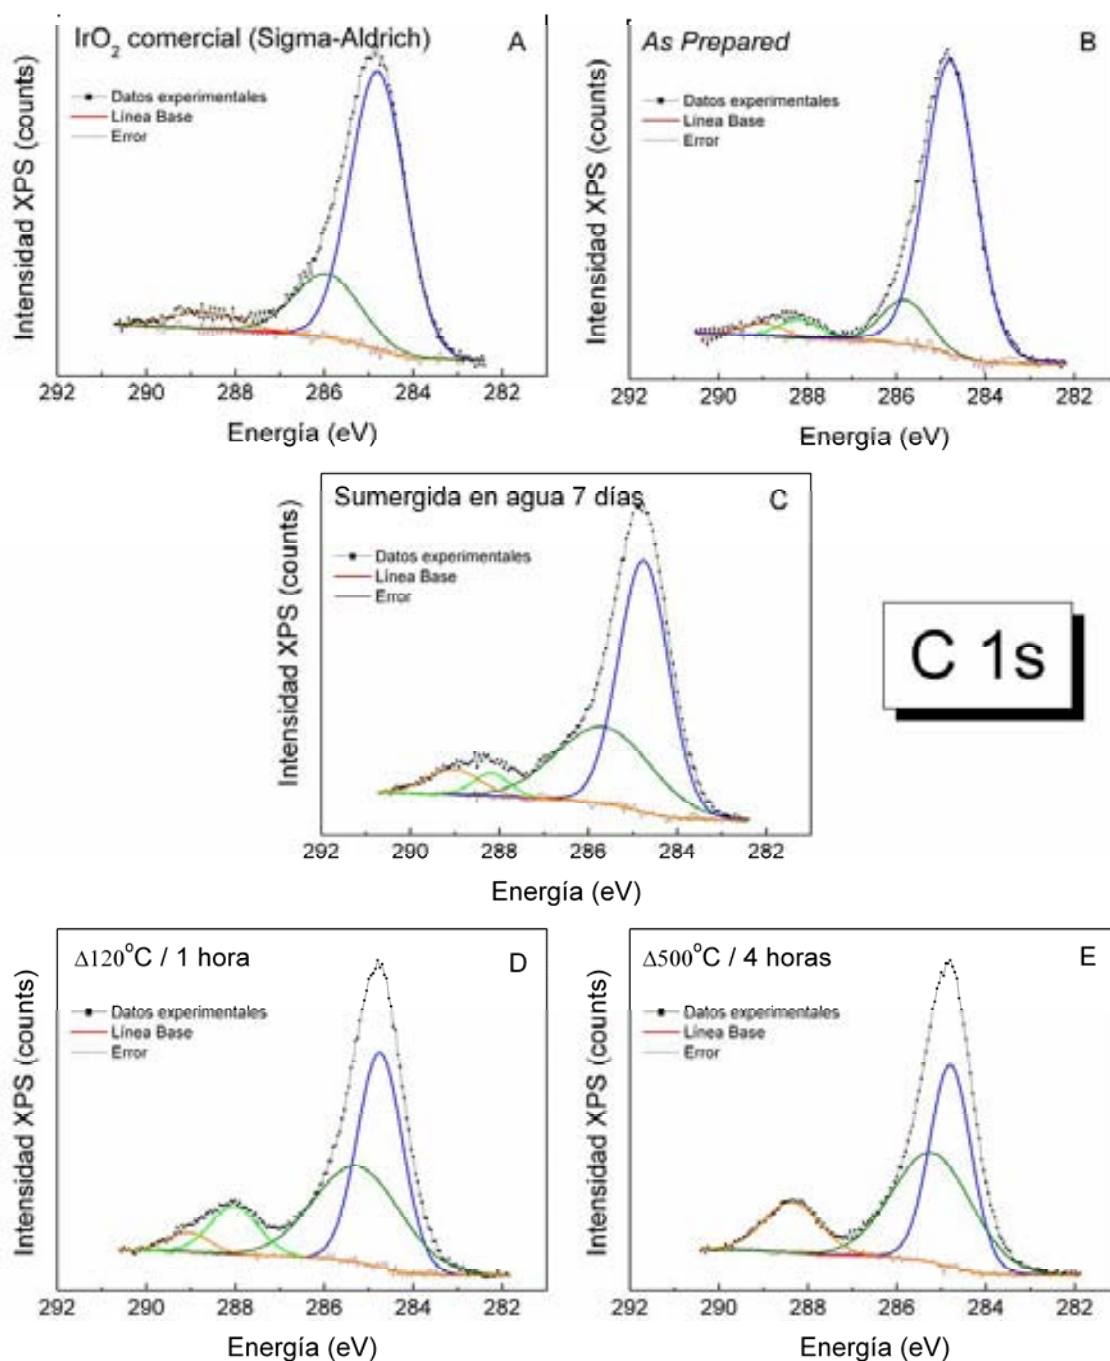 IrO2 comercial (Sigma-Aldrich)
A
Datos experimentales
Línea Base
Error
Intensidad XPS (counts)
292 290 288 286 284 282
Energía (eV)
As Prepared
B
Datos experimentales
Línea Base
Error
Intensidad XPS (counts)
292 290 288 286 284 282
Energía (eV)
Sumergida en agua 7 días
C
Datos experimentales
Línea Base
Error
Intensidad XPS (counts)
292 290 288 286 284 282
Energía (eV)
C 1s
Δ120°C / 1 hora
D
Datos experimentales
Línea Base
Error
Intensidad XPS (counts)
292 290 288 286 284 282
Energía (eV)
Δ500°C / 4 horas
E
Datos experimentales
Línea Base
Error
Intensidad XPS (counts)
292 290 288 286 284 282
Energía (eV)